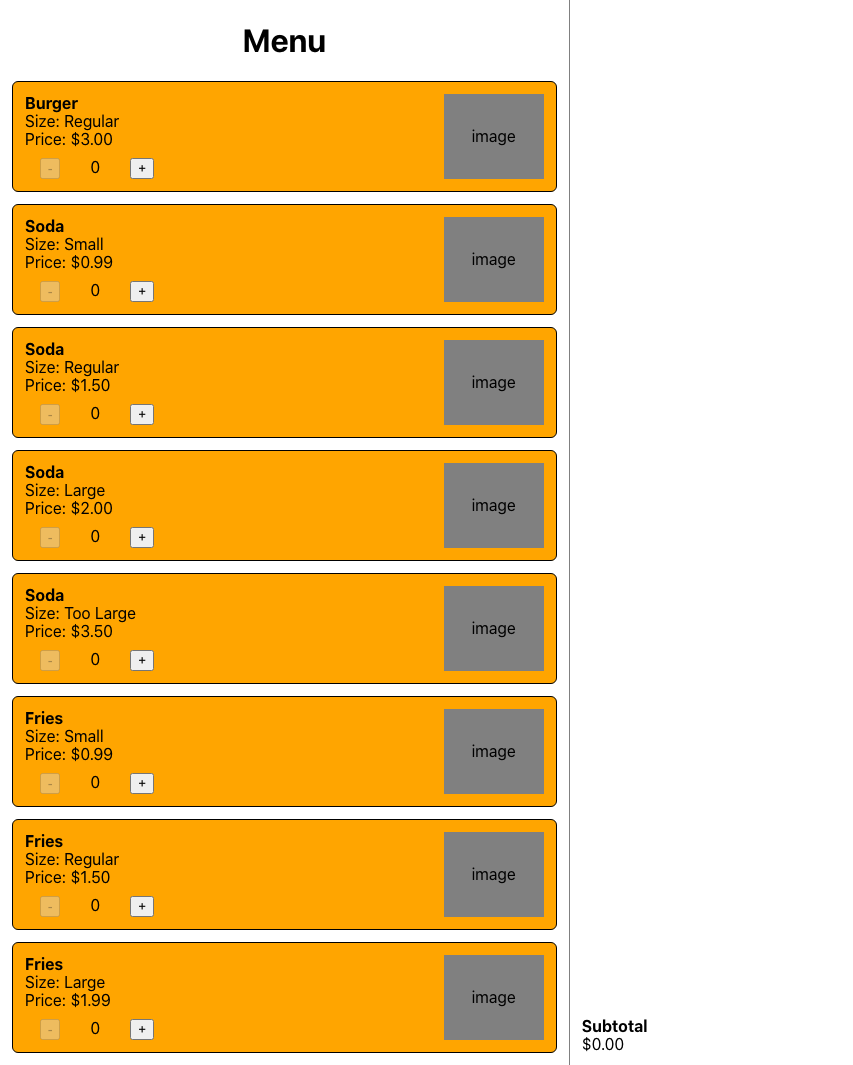 Menu
Burger
Size: Regular
Price: $3.00
- 0 +
image
Soda
Size: Small
Price: $0.99
- 0 +
image
Soda
Size: Regular
Price: $1.50
- 0 +
image
Soda
Size: Large
Price: $2.00
- 0 +
image
Soda
Size: Too Large
Price: $3.50
- 0 +
image
Fries
Size: Small
Price: $0.99
- 0 +
image
Fries
Size: Regular
Price: $1.50
- 0 +
image
Fries
Size: Large
Price: $1.99
- 0 +
image
Subtotal
$0.00